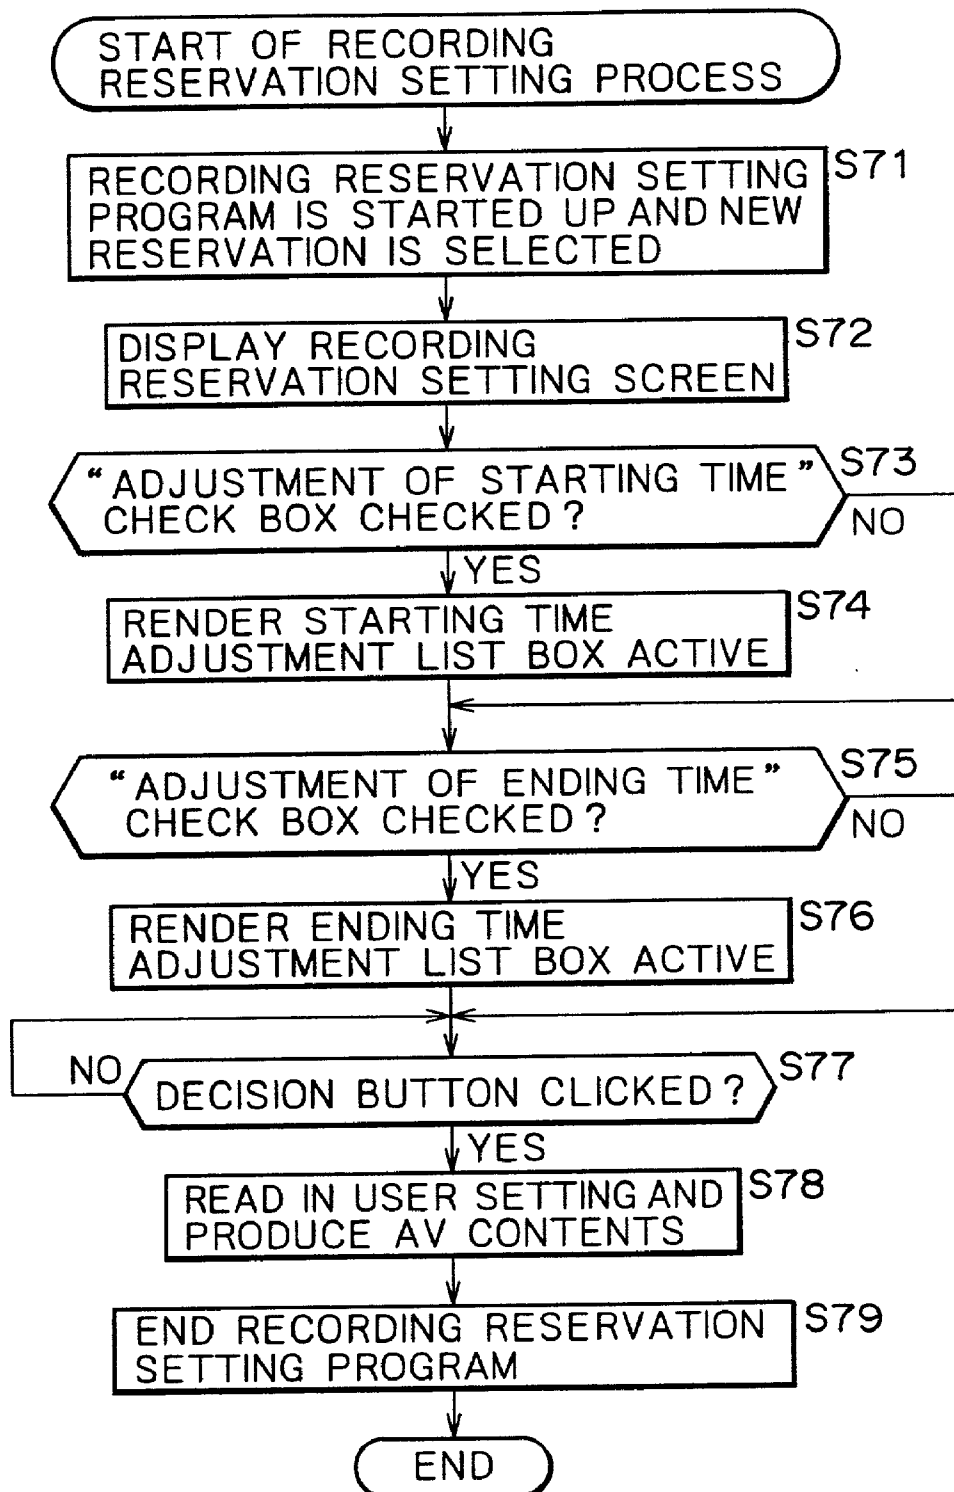 START OF RECORDING
RESERVATION SETTING PROCESS
S71
RECORDING RESERVATION SETTING
PROGRAM IS STARTED UP AND NEW
RESERVATION IS SELECTED
S72
DISPLAY RECORDING
RESERVATION SETTING SCREEN
S73
“ADJUSTMENT OF STARTING TIME”
CHECK BOX CHECKED?
NO
YES
S74
RENDER STARTING TIME
ADJUSTMENT LIST BOX ACTIVE
S75
“ADJUSTMENT OF ENDING TIME”
CHECK BOX CHECKED?
NO
YES
S76
RENDER ENDING TIME
ADJUSTMENT LIST BOX ACTIVE
S77
NO
DECISION BUTTON CLICKED?
YES
S78
READ IN USER SETTING AND
PRODUCE AV CONTENTS
S79
END RECORDING RESERVATION
SETTING PROGRAM
END